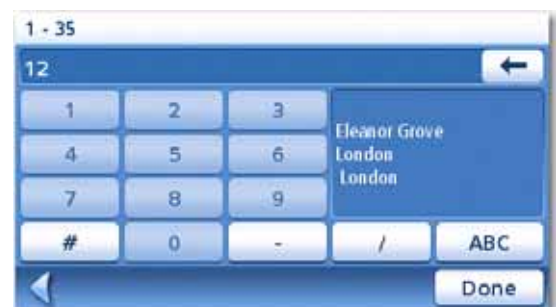 1 - 35
12
1 2 3
Eleanor Grove
4 5 6
London
London
7 8 9
# 0 - / ABC
Done